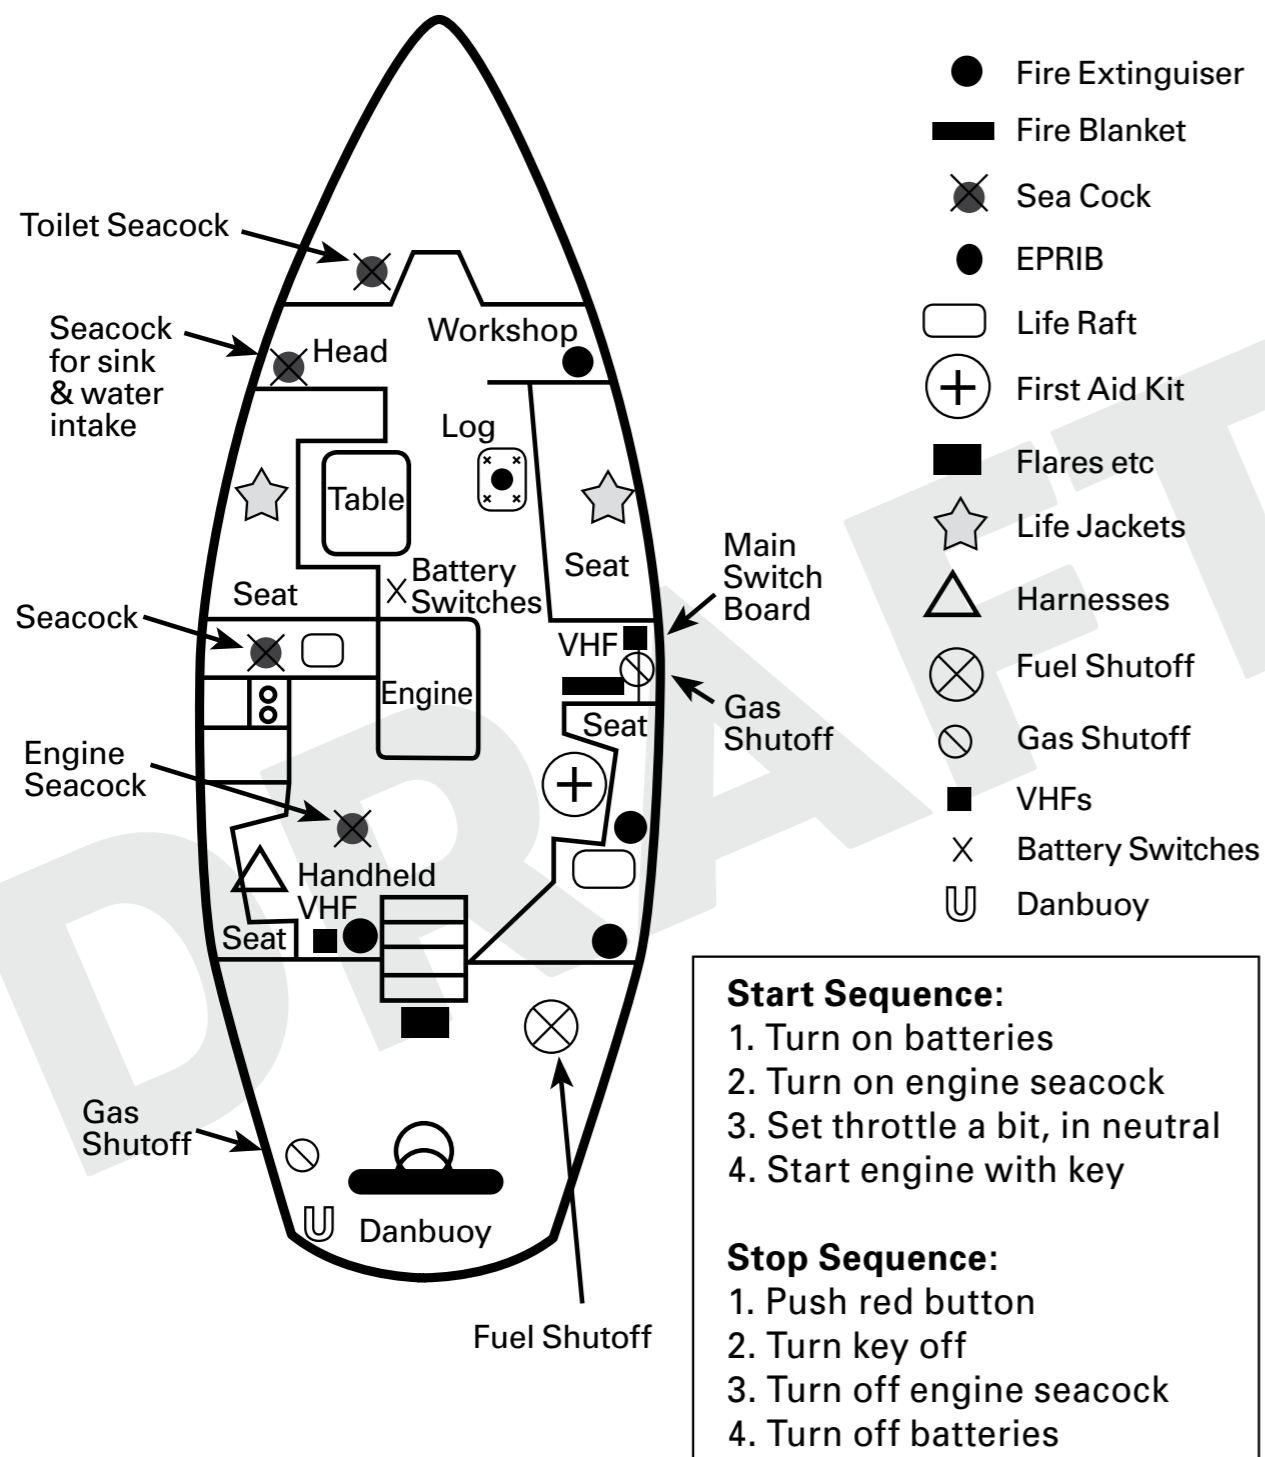 Toilet Seacock
Seacock
for sink
& water
intake
Head
Workshop
Log
Table
Seat
Battery
Switches
Seat
Seacock
VHF
Main
Switch
Board
Engine
Seat
Gas
Shutoff
Engine
Seacock
Handheld
VHF
Seat
Gas
Shutoff
Danbuoy
Fuel Shutoff
Fire Extinguiser
Fire Blanket
Sea Cock
EPRIB
Life Raft
First Aid Kit
Flares etc
Life Jackets
Harnesses
Fuel Shutoff
Gas Shutoff
VHFs
Battery Switches
Danbuoy
Start Sequence:
1. Turn on batteries
2. Turn on engine seacock
3. Set throttle a bit, in neutral
4. Start engine with key
Stop Sequence:
1. Push red button
2. Turn key off
3. Turn off engine seacock
4. Turn off batteries
DRAFT